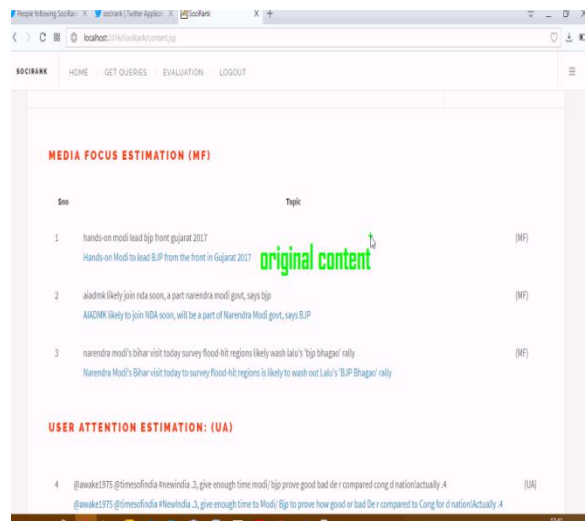 People following SociRan X socirank | Twitter Applicati X SociRank X +
localhost:2016/SociRank/content.jsp
SOCIRANK HOME GET QUERIES EVALUATION LOGOUT
MEDIA FOCUS ESTIMATION (MF)
Sno Topic
1 hands-on modi lead bjp front gujarat 2017 (MF)
Hands-on Modi to lead BJP from the front in Gujarat 2017
original content
2 aiadmk likely join nda soon, a part narendra modi govt, says bjp (MF)
AIADMK likely to join NDA soon, will be a part of Narendra Modi govt, says BJP
3 narendra modi's bihar visit today survey flood-hit regions likely wash lalu's 'bjp bhagao' rally (MF)
Narendra Modi's Bihar visit today to survey flood-hit regions is likely to wash out Lalu's 'BJP Bhagao' rally
USER ATTENTION ESTIMATION: (UA)
4 @awake1975 @timesofindia #newindia .3, give enough time modi/ bjp prove good bad de r compared cong d nation!actually .4 (UA)
@awake1975 @timesofindia #NewIndia .3, give enough time to Modi/ Bjp to prove how good or bad De r compared to Cong for d nation!Actually .4